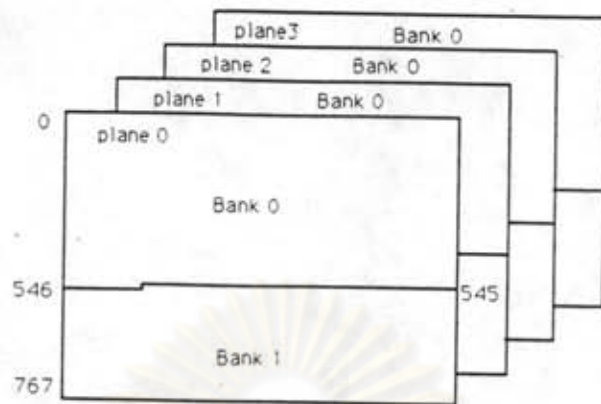 plane3 Bank 0
plane 2 Bank 0
plane 1 Bank 0
0
plane 0
Bank 0
546 545
Bank 1
767